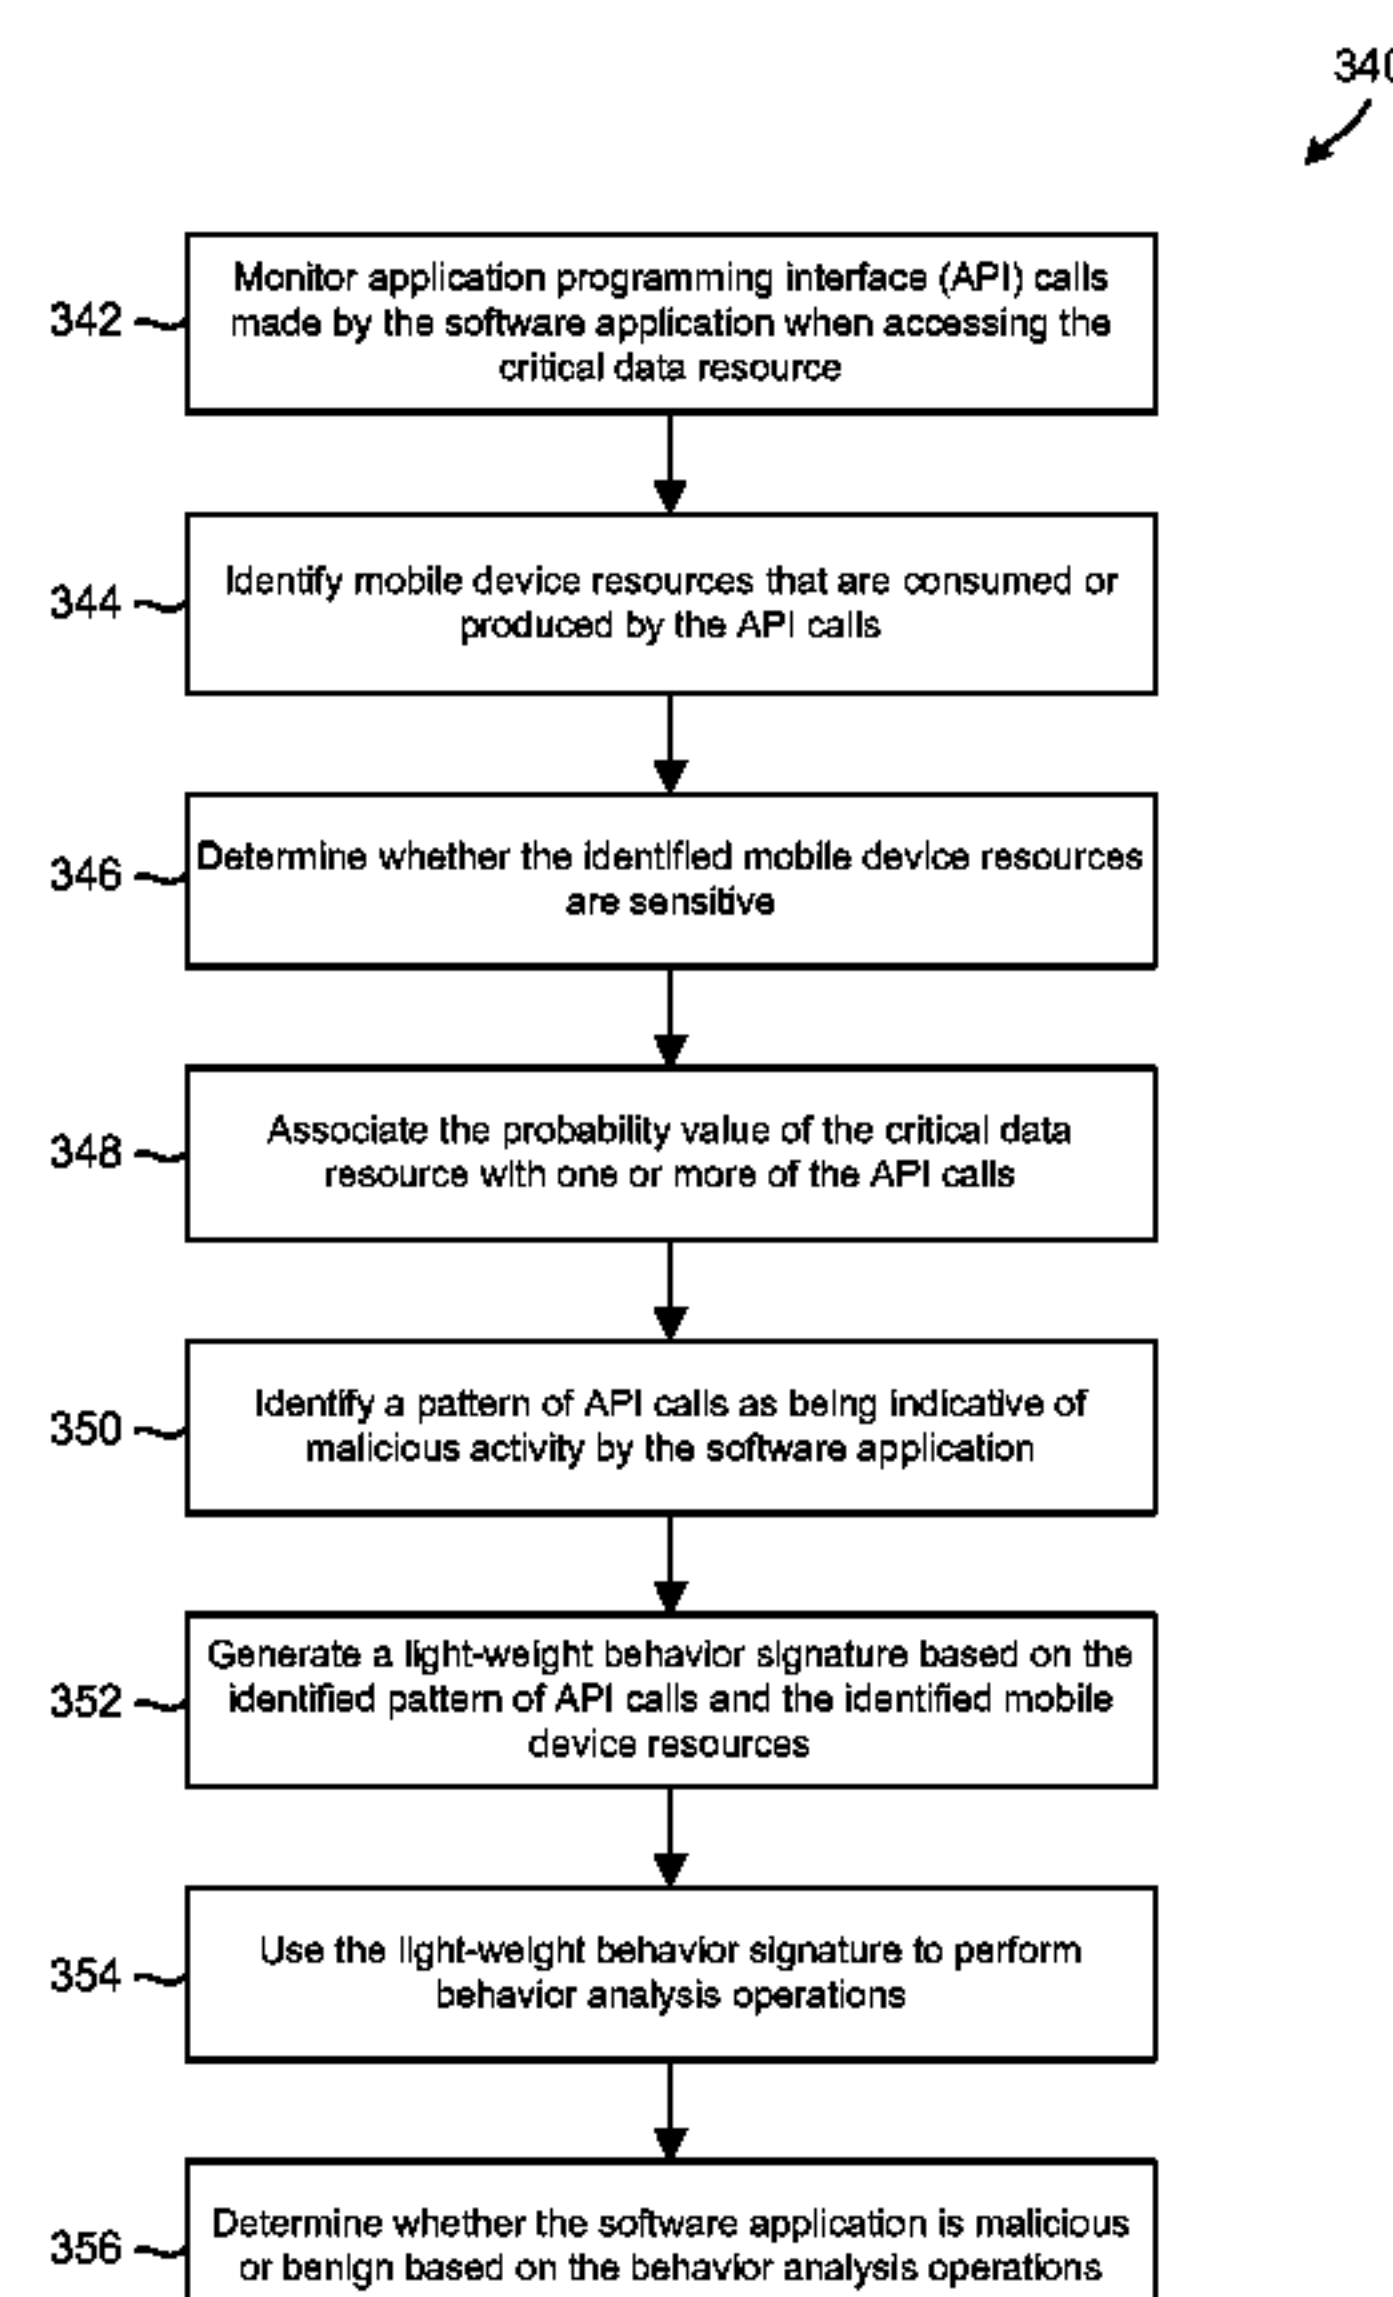 340
342
Monitor application programming interface (API) calls
made by the software application when accessing the
critical data resource
344
Identify mobile device resources that are consumed or
produced by the API calls
346
Determine whether the identified mobile device resources
are sensitive
348
Associate the probability value of the critical data
resource with one or more of the API calls
350
Identify a pattern of API calls as being indicative of
malicious activity by the software application
352
Generate a light-weight behavior signature based on the
identified pattern of API calls and the identified mobile
device resources
354
Use the light-weight behavior signature to perform
behavior analysis operations
356
Determine whether the software application is malicious
or benign based on the behavior analysis operations